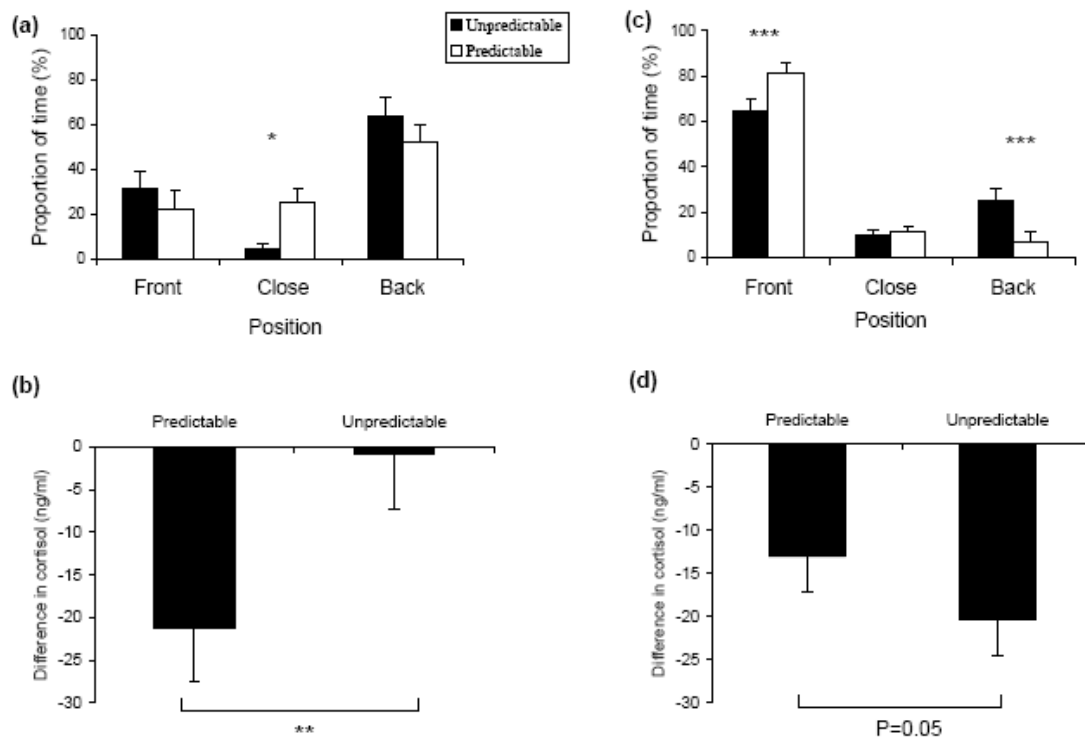 (a)
Unpredictable
Predictable
Proportion of time (%)
100
80
60
40
20
0
*
Front Close Back
Position
(c)
Proportion of time (%)
100
80
60
40
20
0
***
***
Front Close Back
Position
(b)
Predictable Unpredictable
Difference in cortisol (ng/ml)
0
-5
-10
-15
-20
-25
-30
**
(d)
Predictable Unpredictable
Difference in cortisol (ng/ml)
0
-5
-10
-15
-20
-25
-30
P=0.05